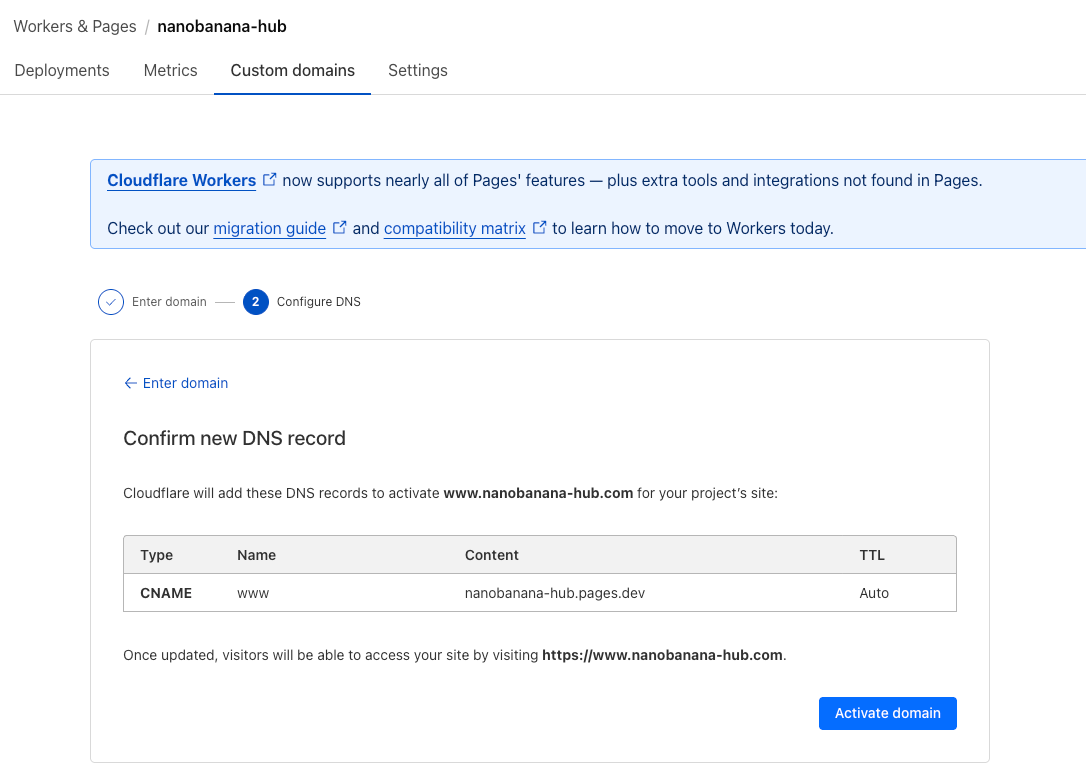 Workers & Pages / nanobanana-hub
Deployments Metrics Custom domains Settings
Cloudflare Workers now supports nearly all of Pages' features — plus extra tools and integrations not found in Pages.
Check out our migration guide and compatibility matrix to learn how to move to Workers today.
Enter domain 2 Configure DNS
← Enter domain
Confirm new DNS record
Cloudflare will add these DNS records to activate www.nanobanana-hub.com for your project's site:
Type Name Content TTL
CNAME www nanobanana-hub.pages.dev Auto
Once updated, visitors will be able to access your site by visiting https://www.nanobanana-hub.com.
Activate domain